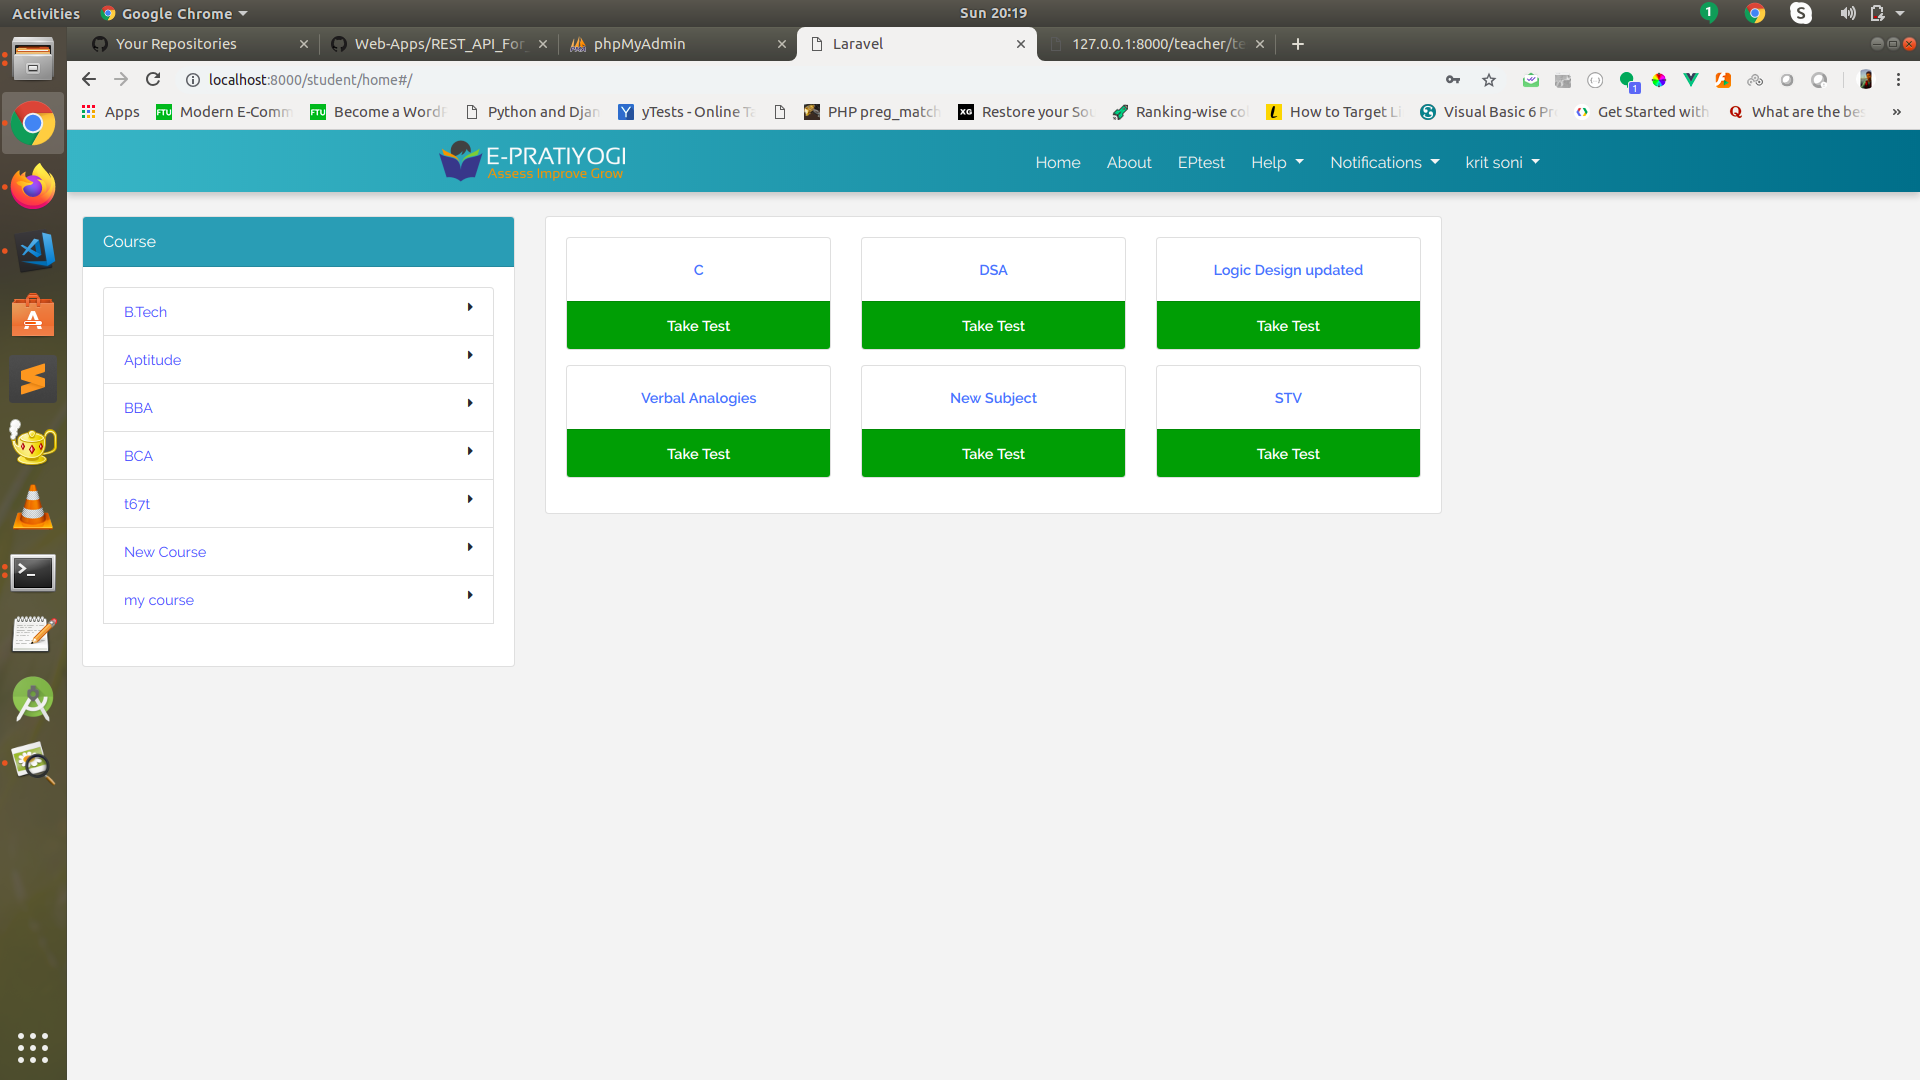 Activities Google Chrome Sun 20:19 1 S
Your Repositories Web-Apps/REST_API_For phpMyAdmin Laravel 127.0.0.1:8000/teacher/te
localhost:8000/student/home#/
Apps Modern E-Comm Become a Word Python and Djan yTests - Online Ta PHP preg_match Restore your So Ranking-wise co How to Target Li Visual Basic 6 Pr Get Started with What are the bes »
E-PRATIYOGI
Assess Improve Grow
Home About EPtest Help Notifications krit soni
Course
B.Tech
Aptitude
BBA
BCA
t67t
New Course
my course
C DSA Logic Design updated
Take Test Take Test Take Test
Verbal Analogies New Subject STV
Take Test Take Test Take Test